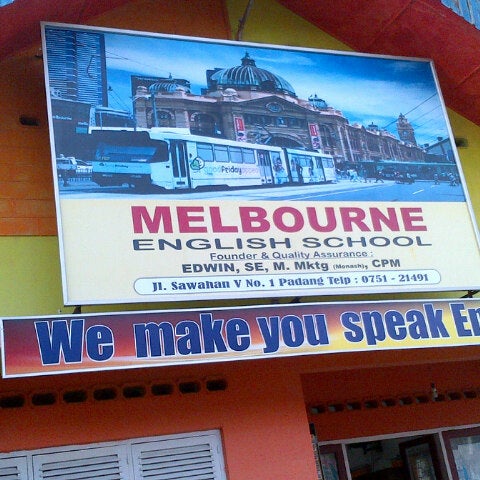 MELBOURNE
ENGLISH SCHOOL
Founder & Quality Assurance :
EDWIN, SE, M. Mktg (Monash), CPM
Jl. Sawahan V No. 1 Padang Telp : 0751 - 21491
We make you speak En